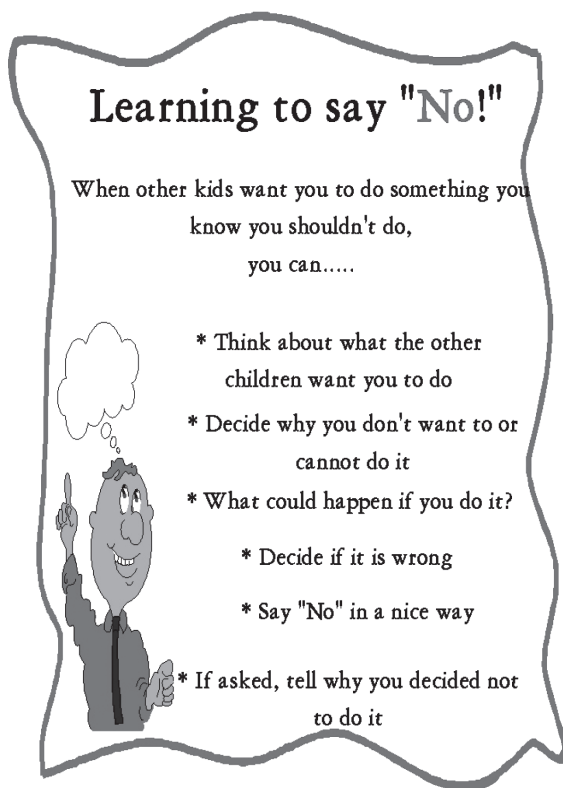 Learning to say "No!"
When other kids want you to do something you
know you shouldn't do,
you can.....
* Think about what the other
children want you to do
* Decide why you don't want to or
cannot do it
* What could happen if you do it?
* Decide if it is wrong
* Say "No" in a nice way
* If asked, tell why you decided not
to do it